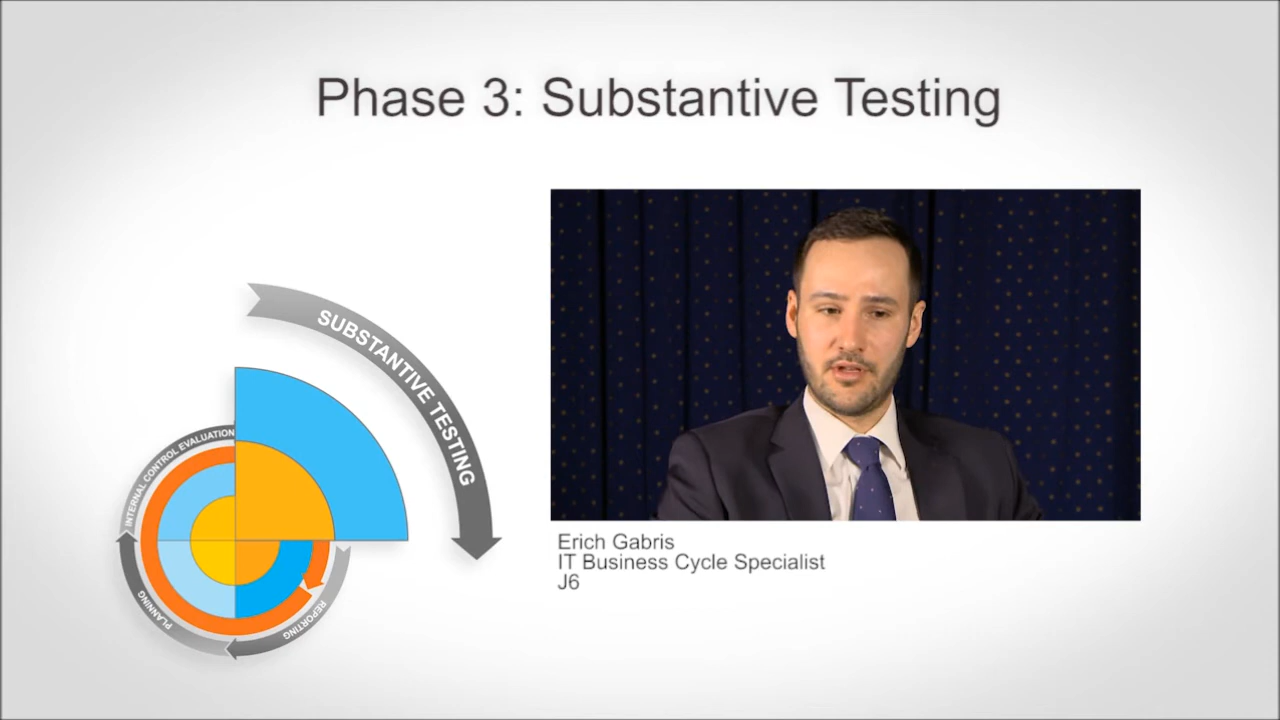 Phase 3: Substantive Testing
SUBSTANTIVE TESTING
INTERNAL CONTROL EVALUATION
PLANNING
REPORTING
Erich Gabris
IT Business Cycle Specialist
J6